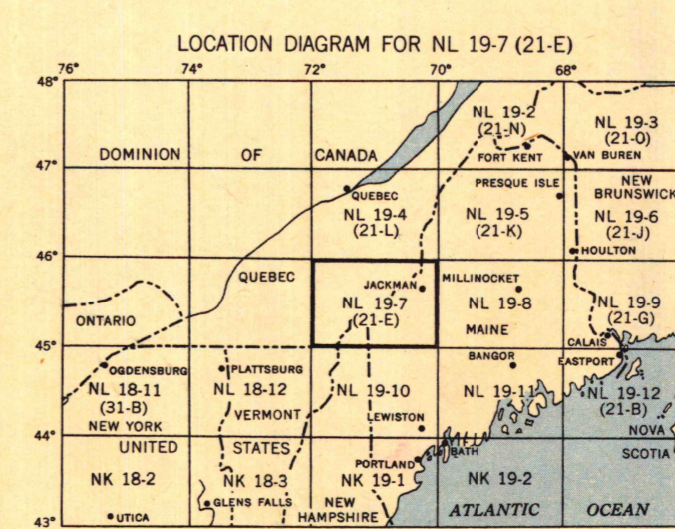 LOCATION DIAGRAM FOR NL 19-7 (21-E)
76° 74° 72° 70° 68°
48°
NL 19-2
(21-N)
NL 19-3
(21-O)
DOMINION OF CANADA
FORT KENT
VAN BUREN
47°
PRESQUE ISLE
NEW
BRUNSWICK
QUEBEC
NL 19-4
(21-L)
NL 19-5
(21-K)
NL 19-6
(21-J)
HOULTON
46°
QUEBEC
JACKMAN
MILLINOCKET
NL 19-7
(21-E)
NL 19-8
NL 19-9
(21-G)
ONTARIO
MAINE
CALAIS
45°
BANGOR
EASTPORT
OGDENSBURG
PLATTSBURG
NL 18-11
(31-B)
NL 18-12
NL 19-10
NL 19-11
NL 19-12
(21-B)
NEW YORK
VERMONT
LEWISTON
NOVA
SCOTIA
44°
UNITED STATES
BATH
PORTLAND
NK 18-2
NK 18-3
NK 19-1
NK 19-2
GLENS FALLS
NEW
HAMPSHIRE
ATLANTIC OCEAN
UTICA
43°